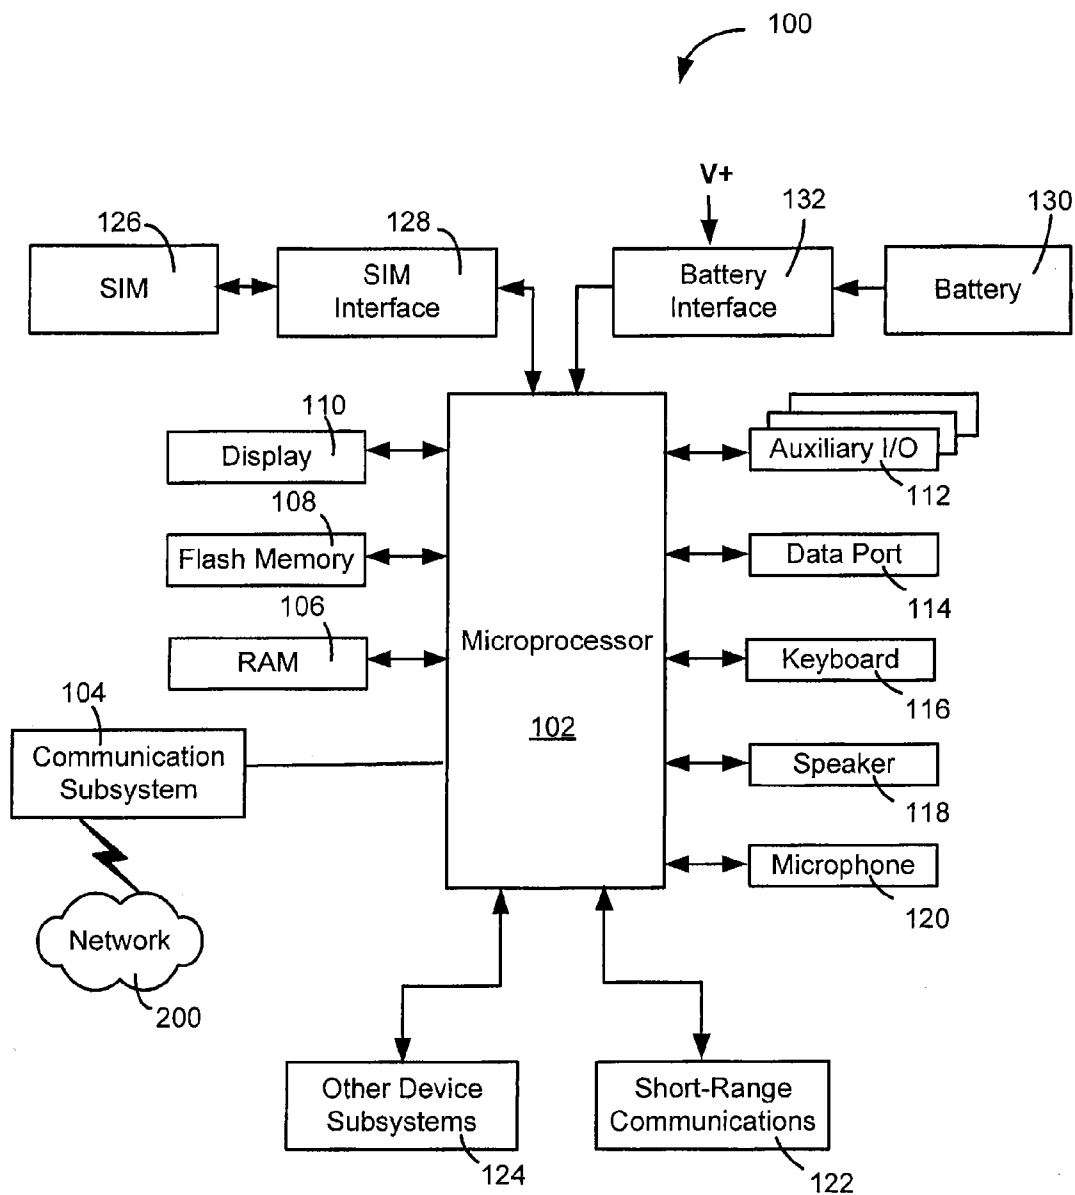 100
V+
126
128
132
130
SIM
SIM
Interface
Battery
Interface
Battery
110
Display
Auxiliary I/O
112
108
Flash Memory
Data Port
114
106
RAM
Microprocessor
Keyboard
116
104
Communication
Subsystem
102
Speaker
118
Microphone
120
Network
200
Other Device
Subsystems
124
Short-Range
Communications
122